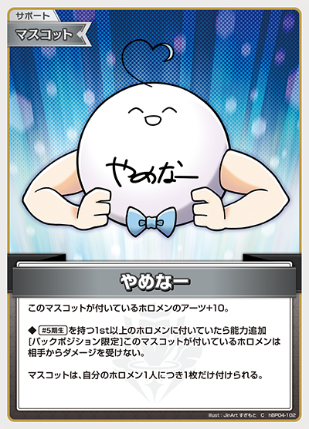 サポート
マスコット
やめなー
やめなー
このマスコットが付いているホロメンのアーツ+10。
◆#5期生を持つ1st以上のホロメンに付いていたら能力追加
[バックポジション限定]このマスコットが付いているホロメンは
相手からダメージを受けない。
マスコットは、自分のホロメン1人につき1枚だけ付けられる。
Illust:JinArt すぎもと C hBP04-102